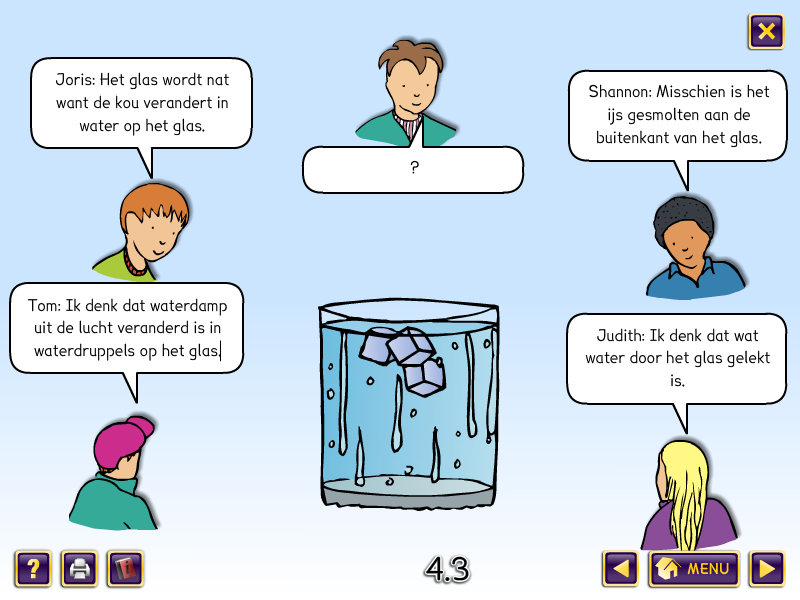 Joris: Het glas wordt nat
want de kou verandert in
water op het glas.
?
Shannon: Misschien is het
ijs gesmolten aan de
buitenkant van het glas.
Tom: Ik denk dat waterdamp
uit de lucht veranderd is in
waterdruppels op het glas.
Judith: Ik denk dat wat
water door het glas gelekt
is.
?
4.3
MENU